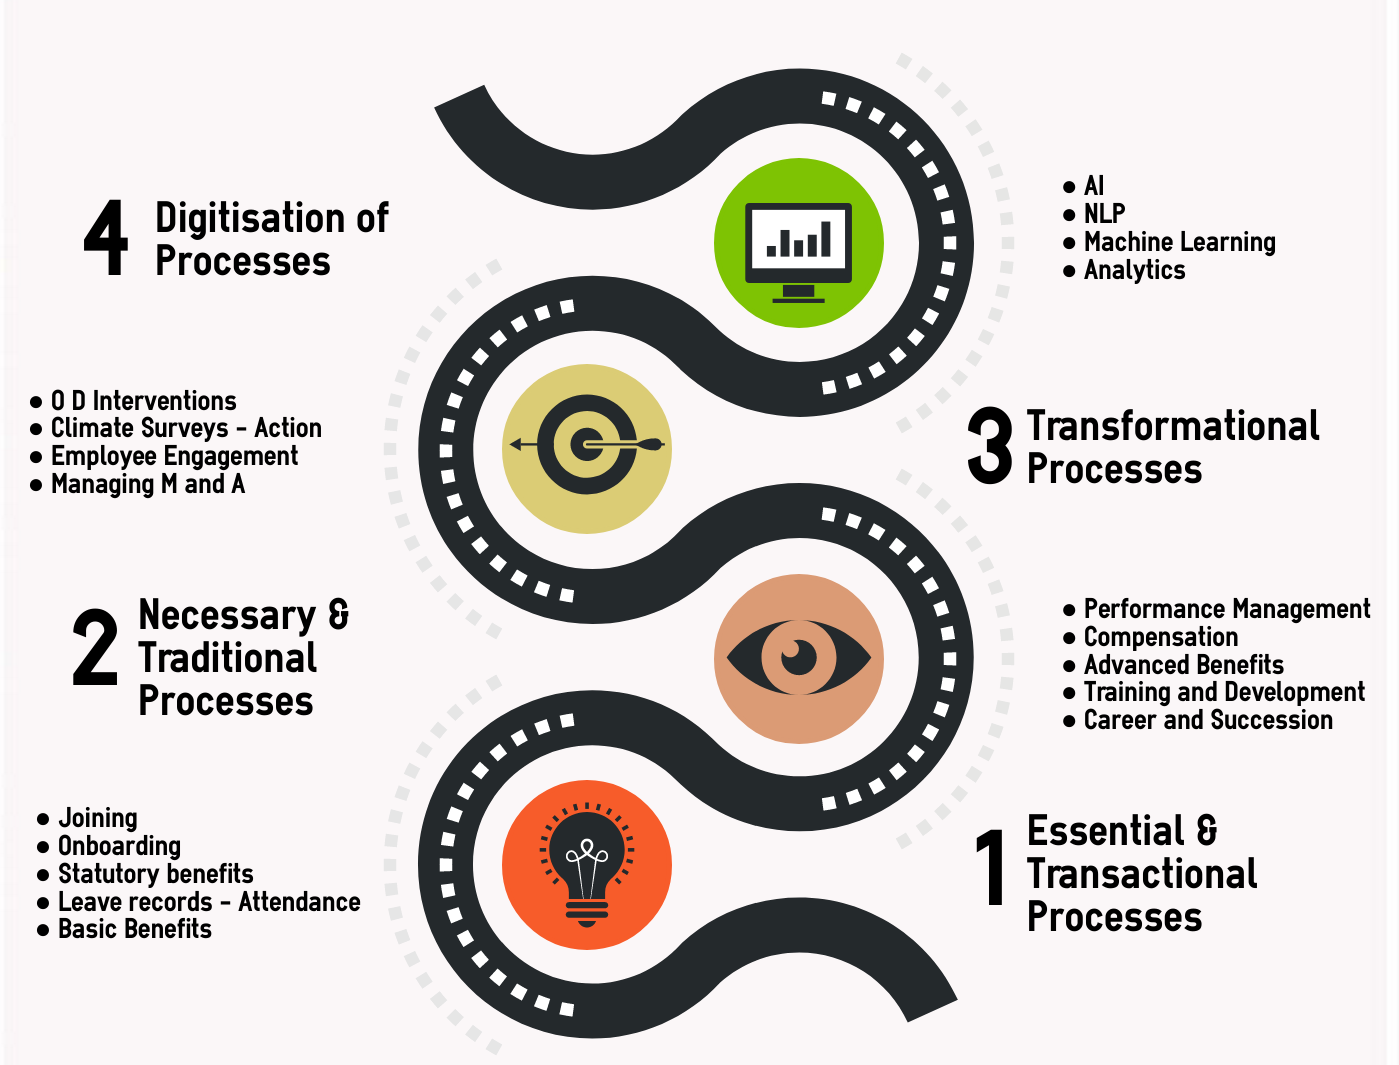 4
Digitisation of
Processes
● AI
● NLP
● Machine Learning
● Analytics
● O D Interventions
● Climate Surveys - Action
● Employee Engagement
● Managing M and A
3
Transformational
Processes
2
Necessary &
Traditional
Processes
● Performance Management
● Compensation
● Advanced Benefits
● Training and Development
● Career and Succession
● Joining
● Onboarding
● Statutory benefits
● Leave records - Attendance
● Basic Benefits
1
Essential &
Transactional
Processes